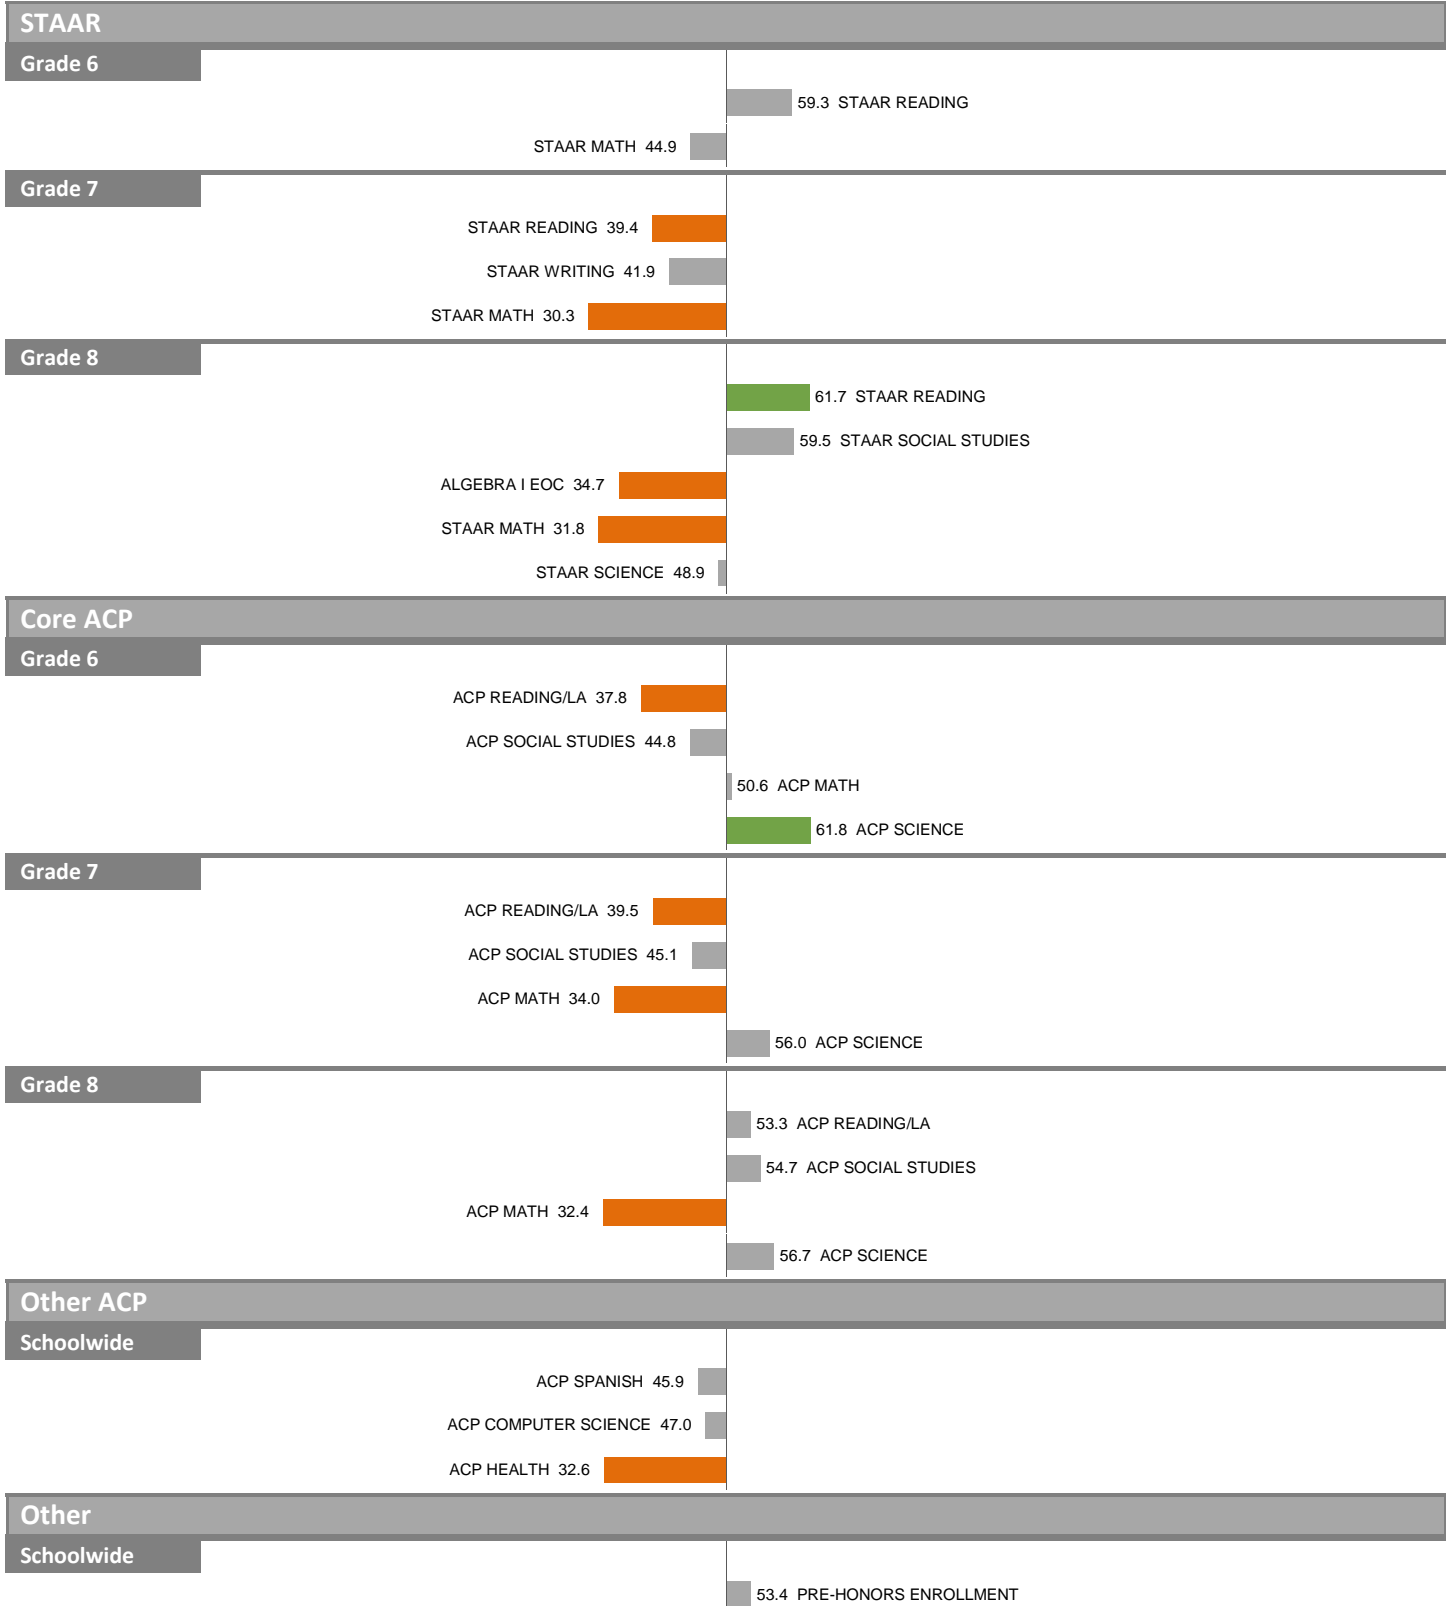 STAAR
Grade 6
59.3 STAAR READING
STAAR MATH 44.9
Grade 7
STAAR READING 39.4
STAAR WRITING 41.9
STAAR MATH 30.3
Grade 8
61.7 STAAR READING
59.5 STAAR SOCIAL STUDIES
ALGEBRA I EOC 34.7
STAAR MATH 31.8
STAAR SCIENCE 48.9
Core ACP
Grade 6
ACP READING/LA 37.8
ACP SOCIAL STUDIES 44.8
50.6 ACP MATH
61.8 ACP SCIENCE
Grade 7
ACP READING/LA 39.5
ACP SOCIAL STUDIES 45.1
ACP MATH 34.0
56.0 ACP SCIENCE
Grade 8
53.3 ACP READING/LA
54.7 ACP SOCIAL STUDIES
ACP MATH 32.4
56.7 ACP SCIENCE
Other ACP
Schoolwide
ACP SPANISH 45.9
ACP COMPUTER SCIENCE 47.0
ACP HEALTH 32.6
Other
Schoolwide
53.4 PRE-HONORS ENROLLMENT